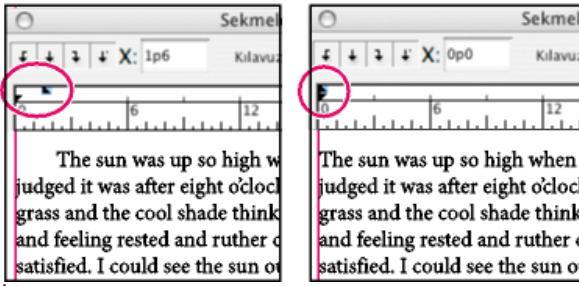 Sekmel
X: 1p6
Kılavuz
0 6 12
The sun was up so high w
judged it was after eight o'cloc
grass and the cool shade think
and feeling rested and ruther
satisfied. I could see the sun ou
Sekmel
X: 0p0
Kılavuz
0 6 12
The sun was up so high when
judged it was after eight o'cloc
grass and the cool shade think
and feeling rested and ruther
satisfied. I could see the sun o